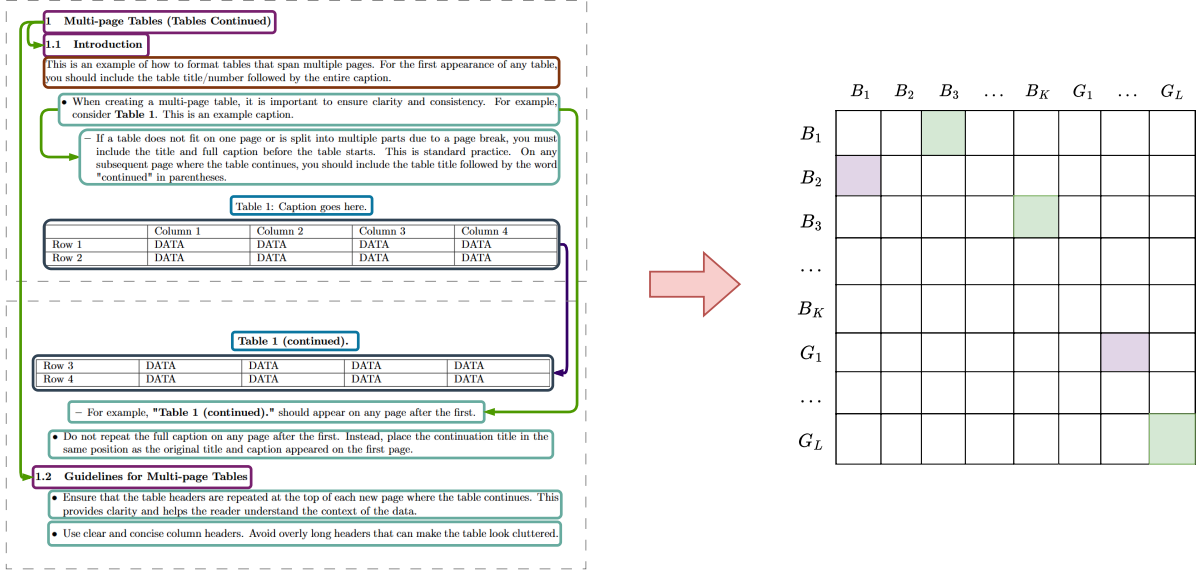 1 Multi-page Tables (Tables Continued)
1.1 Introduction
This is an example of how to format tables that span multiple pages. For the first appearance of any table,
you should include the table title/number followed by the entire caption.
• When creating a multi-page table, it is important to ensure clarity and consistency. For example,
consider Table 1. This is an example caption.
– If a table does not fit on one page or is split into multiple parts due to a page break, you must
include the title and full caption before the table starts. This is standard practice. On any
subsequent page where the table continues, you should include the table title followed by the word
"continued" in parentheses.
Table 1: Caption goes here.
Column 1 Column 2 Column 3 Column 4
Row 1 DATA DATA DATA DATA
Row 2 DATA DATA DATA DATA
Table 1 (continued).
Row 3 DATA DATA DATA DATA
Row 4 DATA DATA DATA DATA
– For example, "Table 1 (continued)." should appear on any page after the first.
• Do not repeat the full caption on any page after the first. Instead, place the continuation title in the
same position as the original title and caption appeared on the first page.
1.2 Guidelines for Multi-page Tables
• Ensure that the table headers are repeated at the top of each new page where the table continues. This
provides clarity and helps the reader understand the context of the data.
• Use clear and concise column headers. Avoid overly long headers that can make the table look cluttered.
B₁ B₂ B₃ ... B_K G₁ ... G_L
B₁
B₂
B₃
...
B_K
G₁
...
G_L